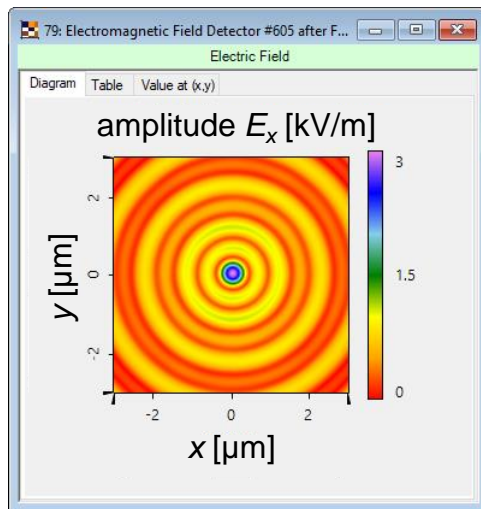 79: Electromagnetic Field Detector #605 after F...
Electric Field
Diagram Table Value at (x,y)
amplitude Eₓ [kV/m]
3
1.5
0
2
0
-2
y [µm]
-2 0 2
x [µm]